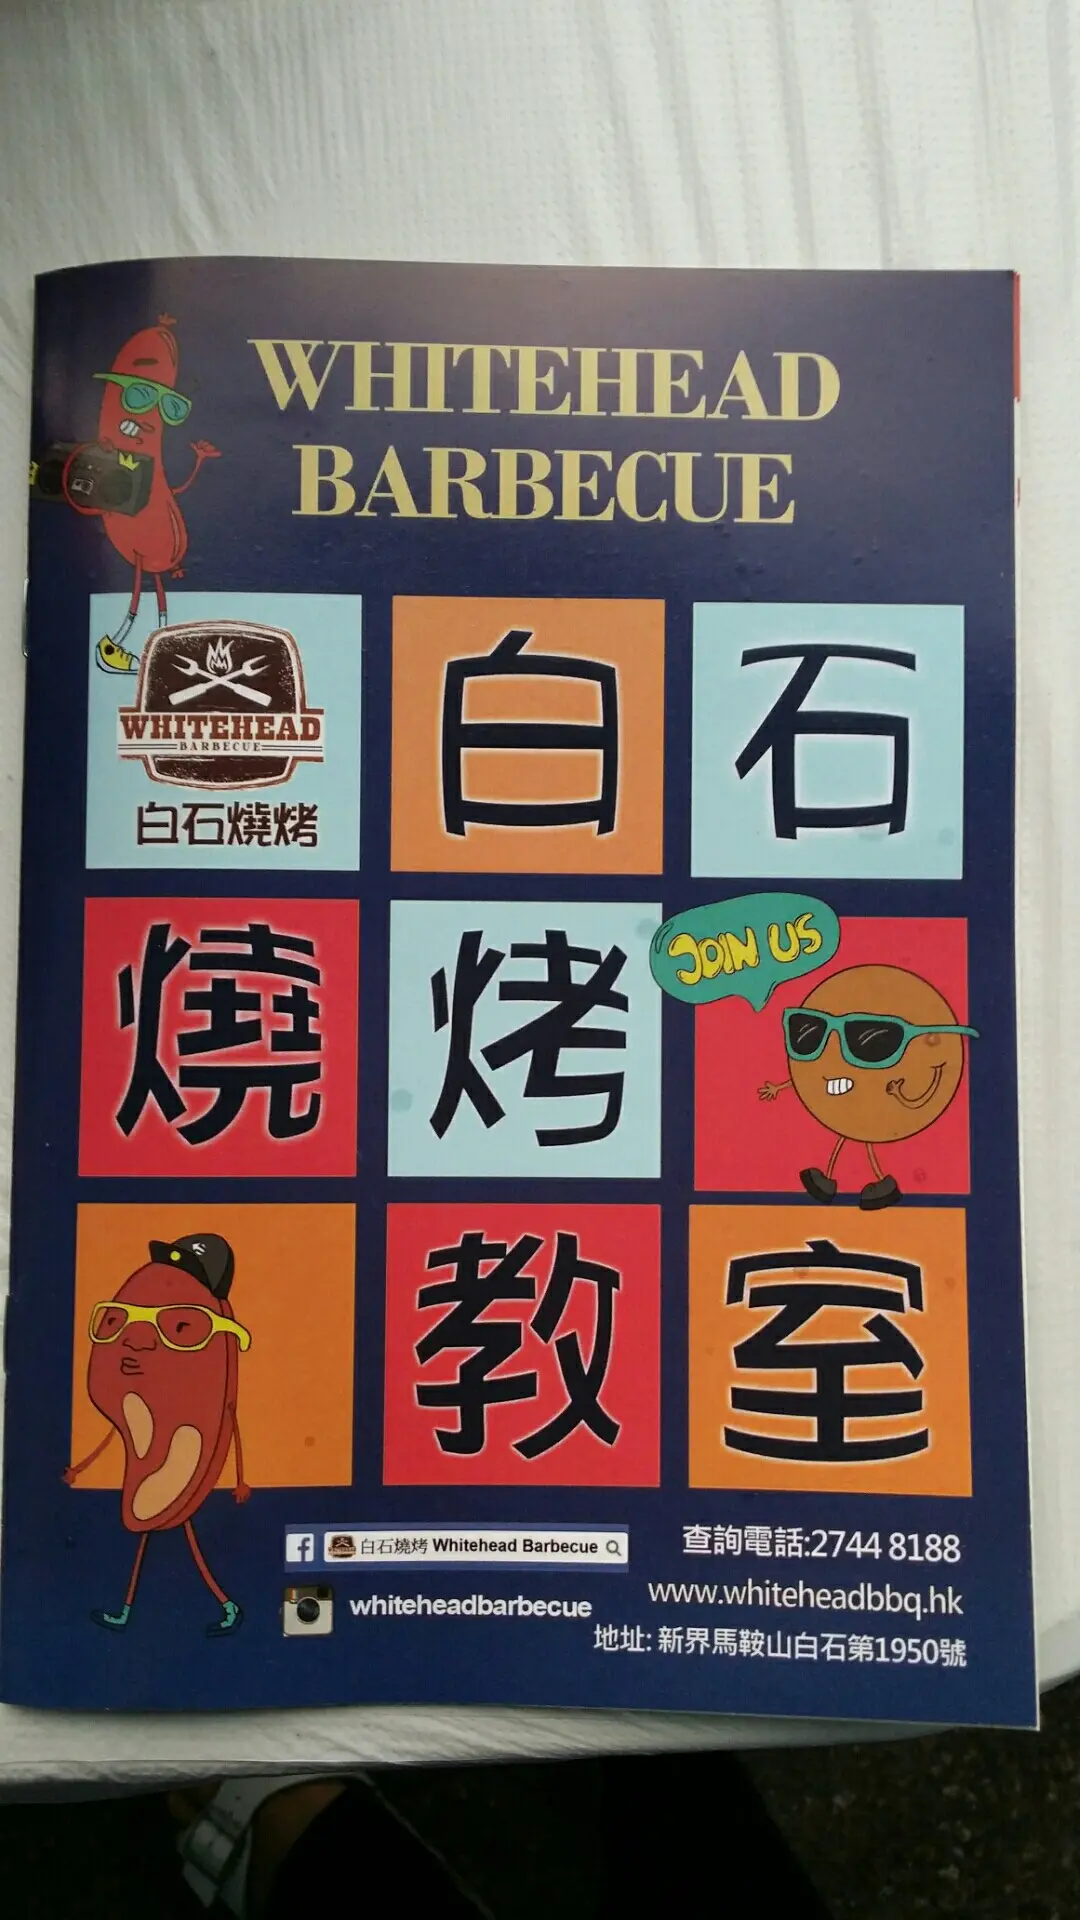 WHITEHEAD
BARBECUE
WHITEHEAD
BARBECUE
白石燒烤
白石
燒烤
JOIN US
教室
白石燒烤 Whitehead Barbecue
whiteheadbarbecue
查詢電話:2744 8188
www.whiteheadbbq.hk
地址: 新界馬鞍山白石第1950號